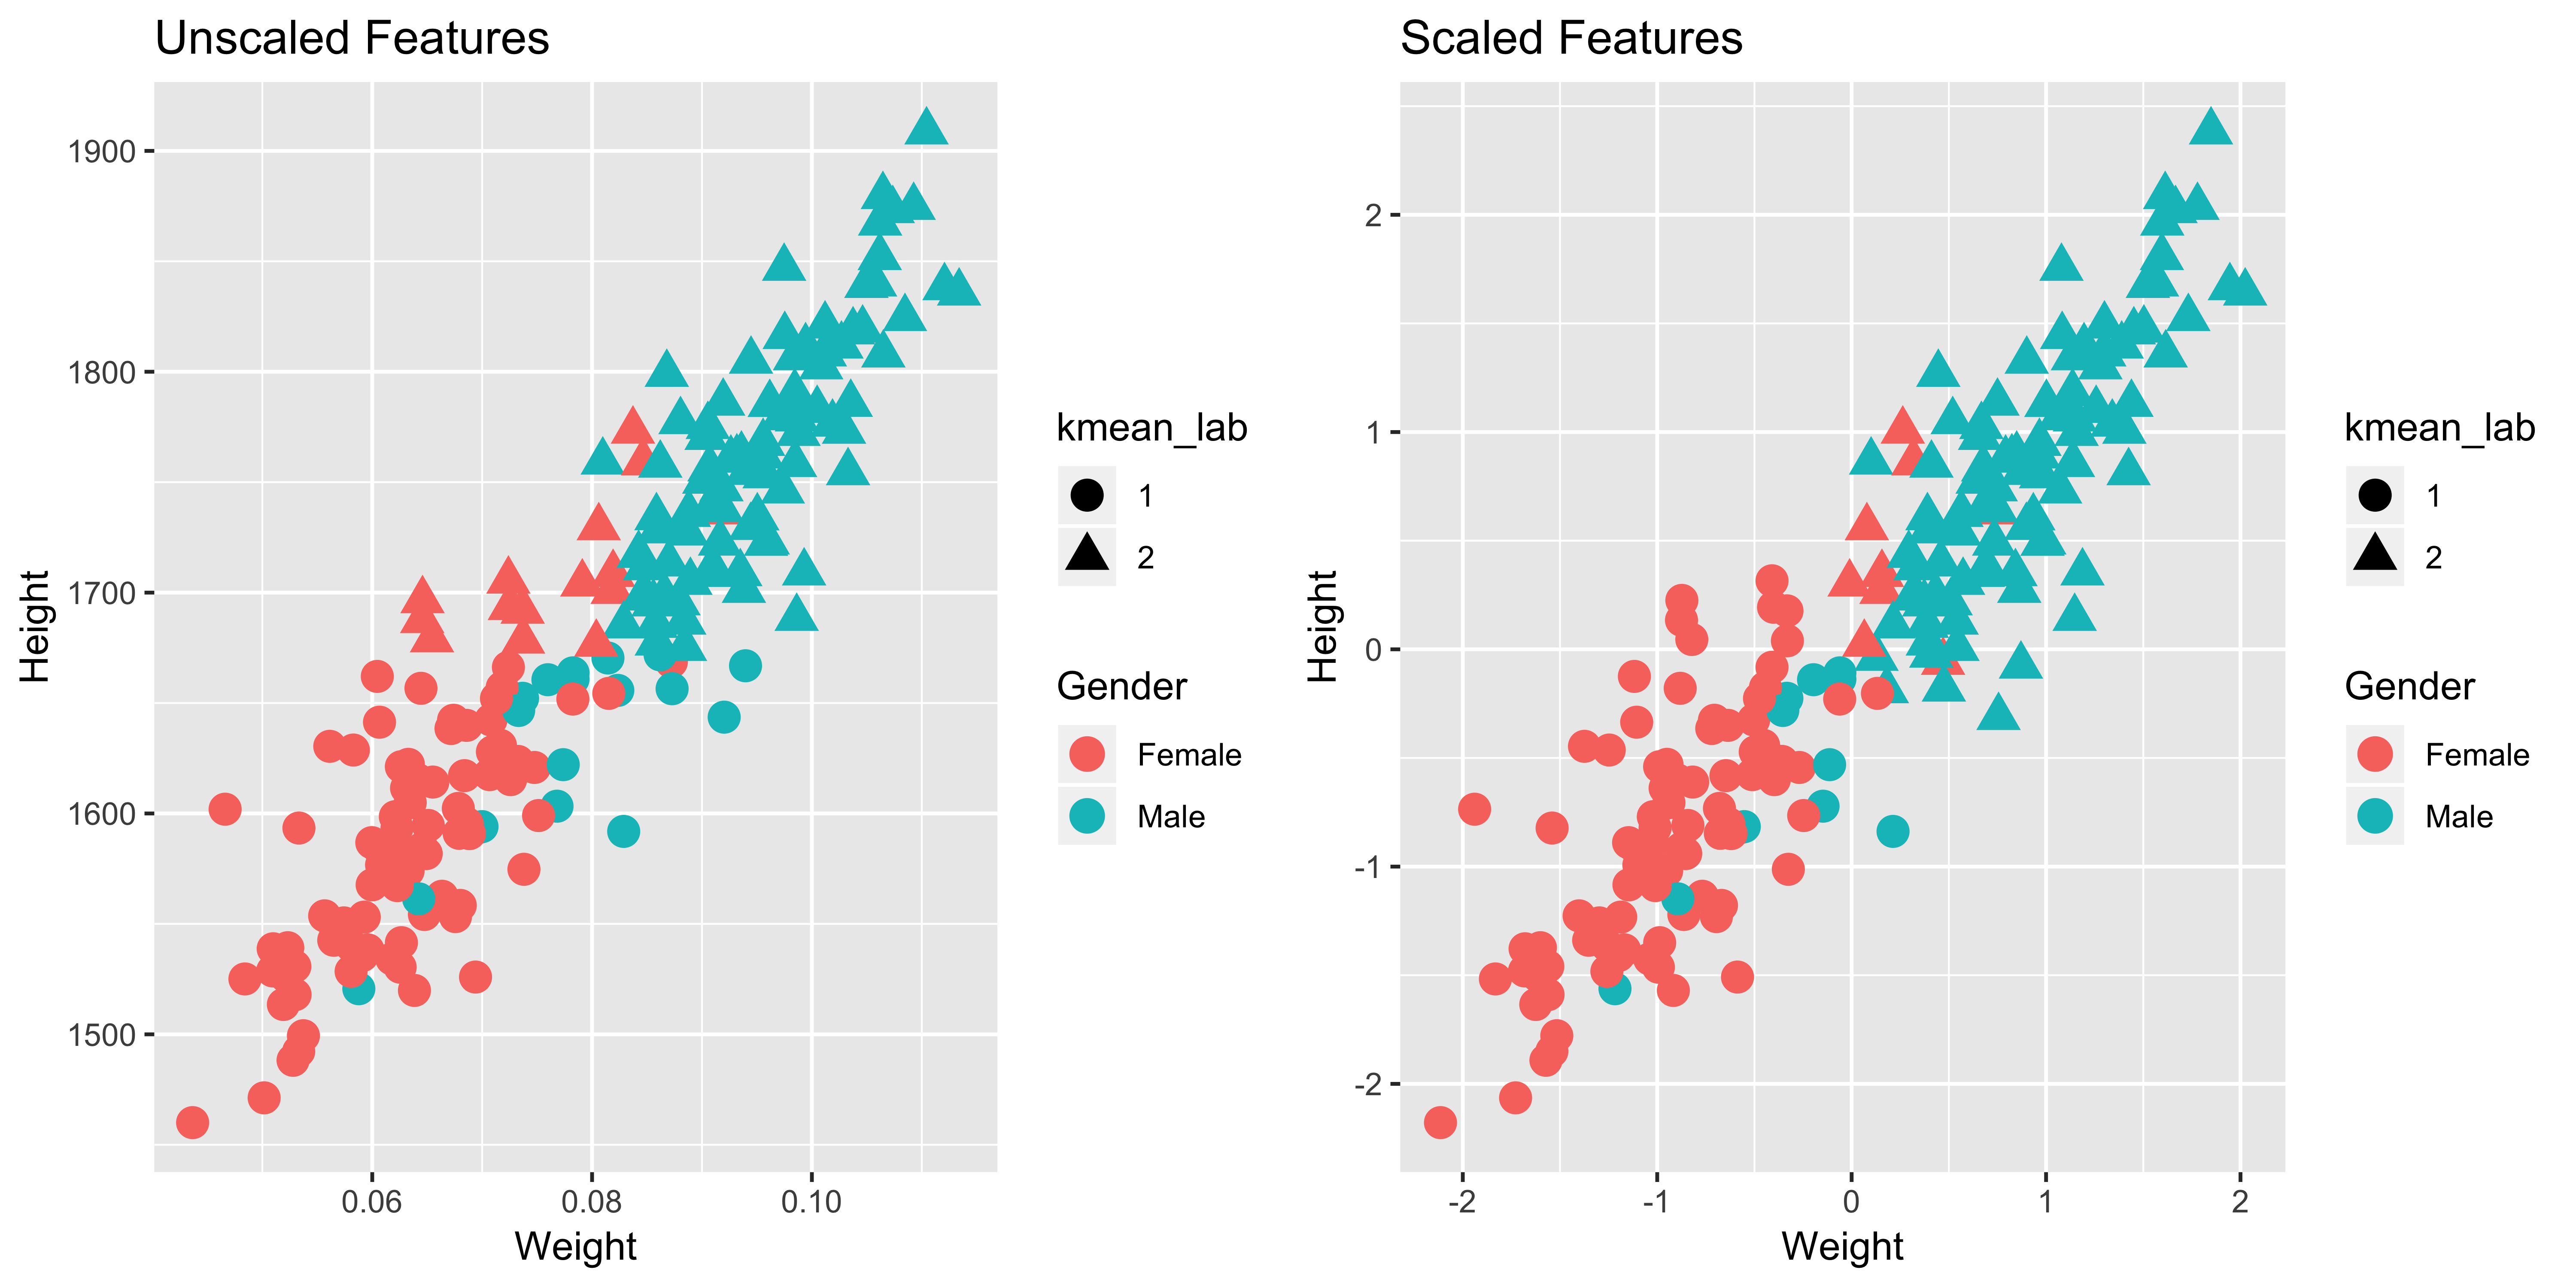 Unscaled Features
1900
1800
1700
1600
1500
Height
0.06
0.08
0.10
Weight
kmean_lab
1
2
Gender
Female
Male
Scaled Features
2
1
0
-1
-2
Height
-2
-1
0
1
2
Weight
kmean_lab
1
2
Gender
Female
Male